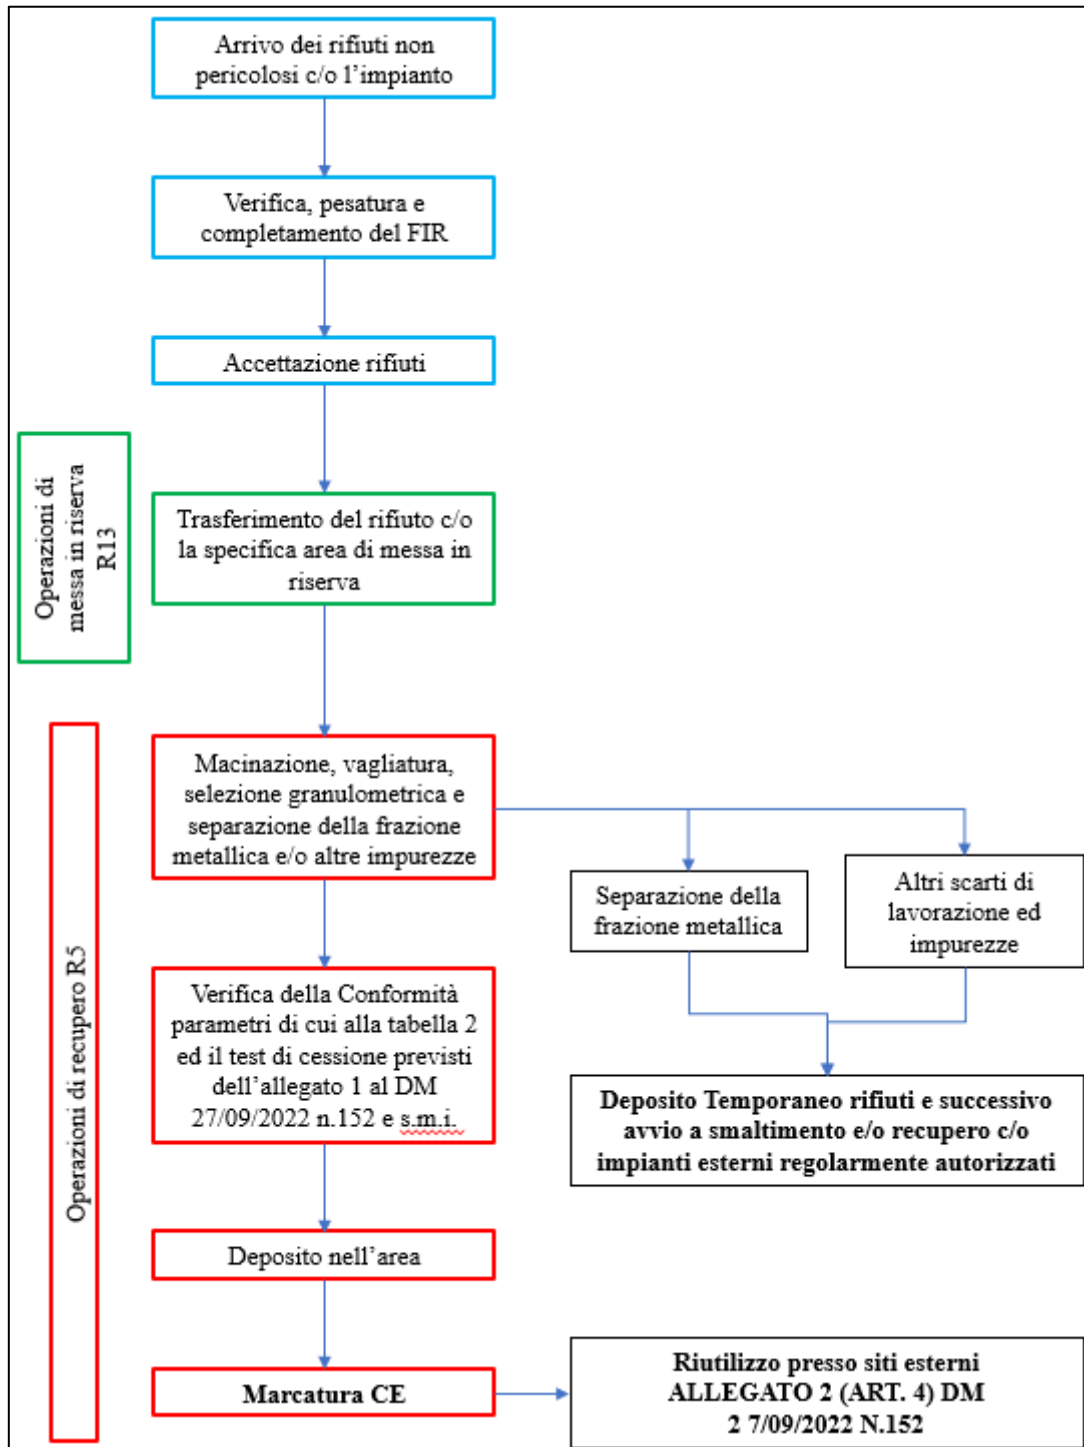 Arrivo dei rifiuti non
pericolosi c/o l’impianto
Verifica, pesatura e
completamento del FIR
Accettazione rifiuti
Operazioni di
messa in riserva
R13
Trasferimento del rifiuto c/o
la specifica area di messa in
riserva
Operazioni di recupero R5
Macinazione, vagliatura,
selezione granulometrica e
separazione della frazione
metallica e/o altre impurezze
Separazione della
frazione metallica
Altri scarti di
lavorazione ed
impurezze
Verifica della Conformità
parametri di cui alla tabella 2
ed il test di cessione previsti
dell’allegato 1 al DM
27/09/2022 n.152 e s.m.i.
Deposito Temporaneo rifiuti e successivo
avvio a smaltimento e/o recupero c/o
impianti esterni regolarmente autorizzati
Deposito nell’area
Marcatura CE
Riutilizzo presso siti esterni
ALLEGATO 2 (ART. 4) DM
2 7/09/2022 N.152